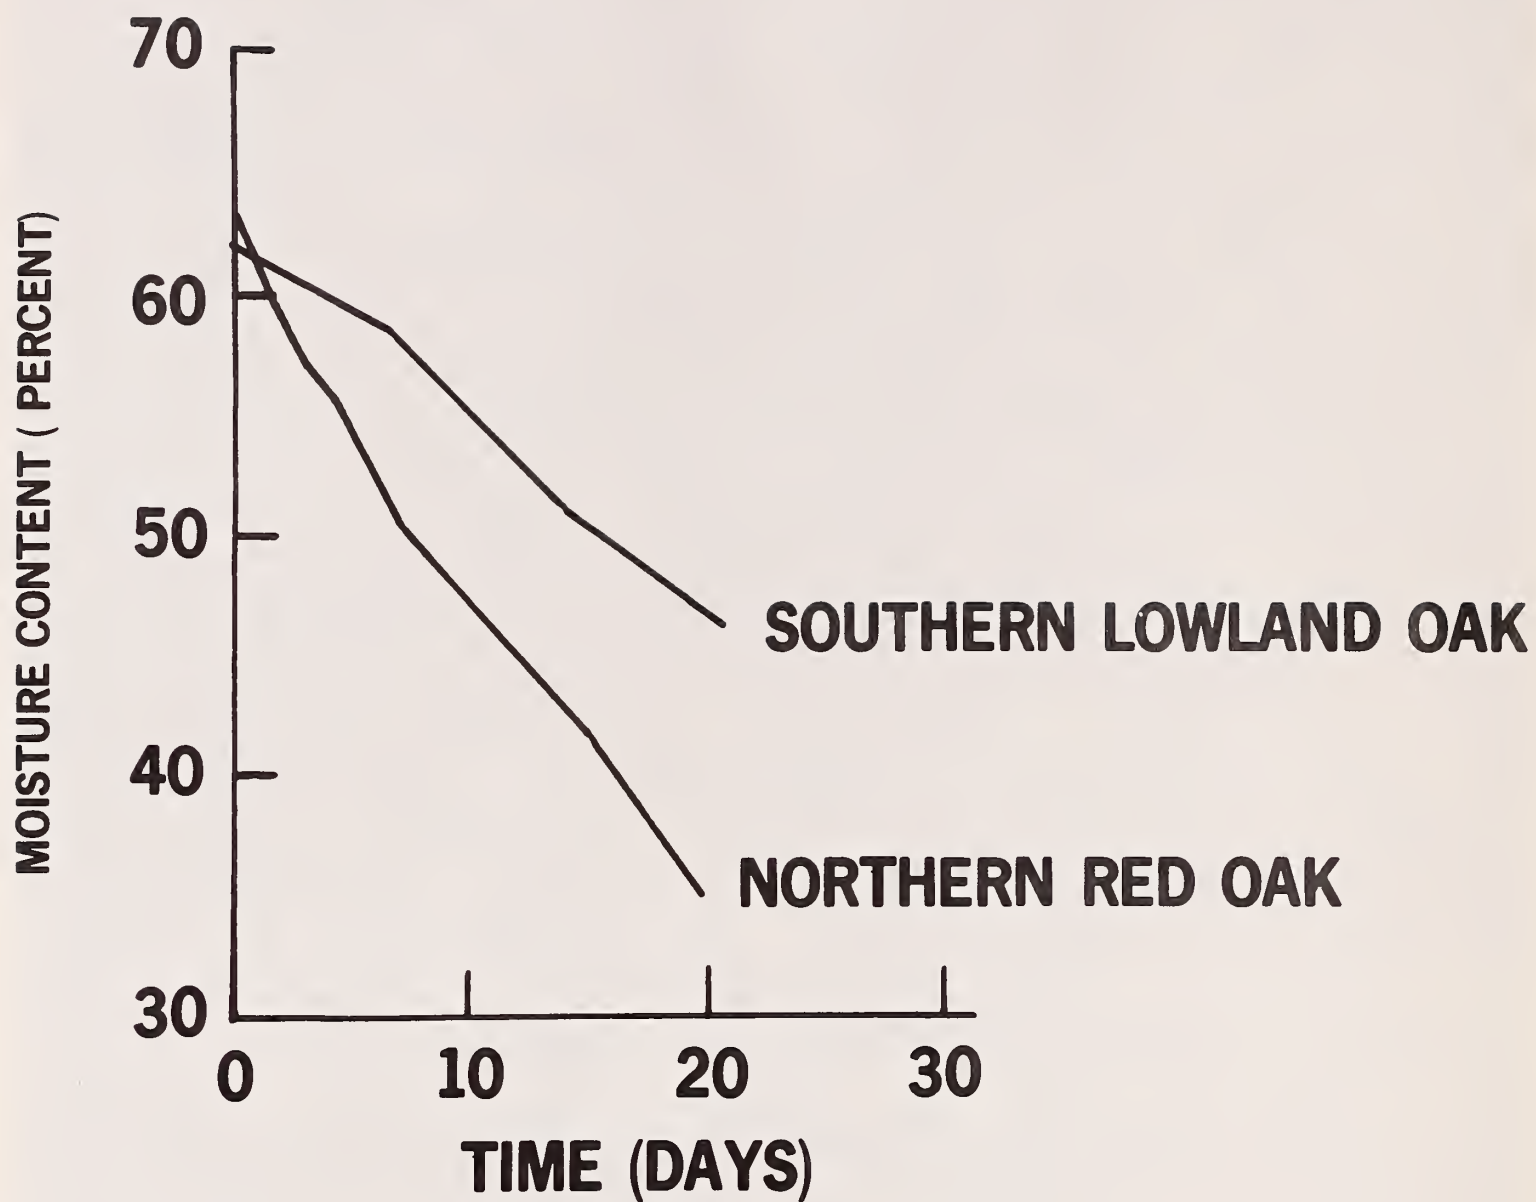 70
60
50
40
30
MOISTURE CONTENT ( PERCENT)
SOUTHERN LOWLAND OAK
NORTHERN RED OAK
0 10 20 30
TIME (DAYS)